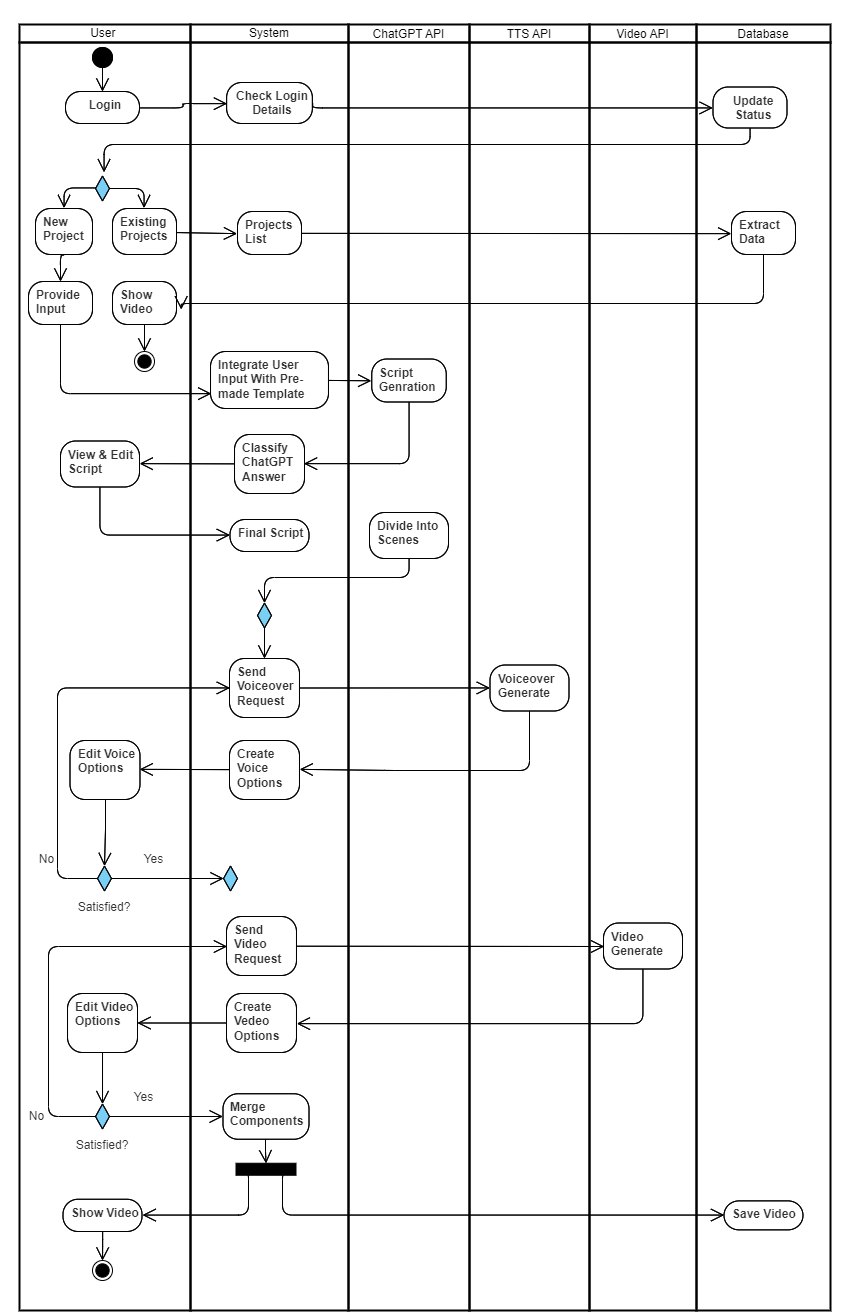 User
System
ChatGPT API
TTS API
Video API
Database
Login
Check Login
Details
Update
Status
New
Project
Existing
Projects
Projects
List
Extract
Data
Provide
Input
Show
Video
Integrate User
Input With Pre-
made Template
Script
Genration
View & Edit
Script
Classify
ChatGPT
Answer
Final Script
Divide Into
Scenes
Send
Voiceover
Request
Voiceover
Generate
Edit Voice
Options
Create
Voice
Options
No
Yes
Satisfied?
Send
Video
Request
Video
Generate
Edit Video
Options
Create
Vedeo
Options
No
Yes
Satisfied?
Merge
Components
Show Video
Save Video